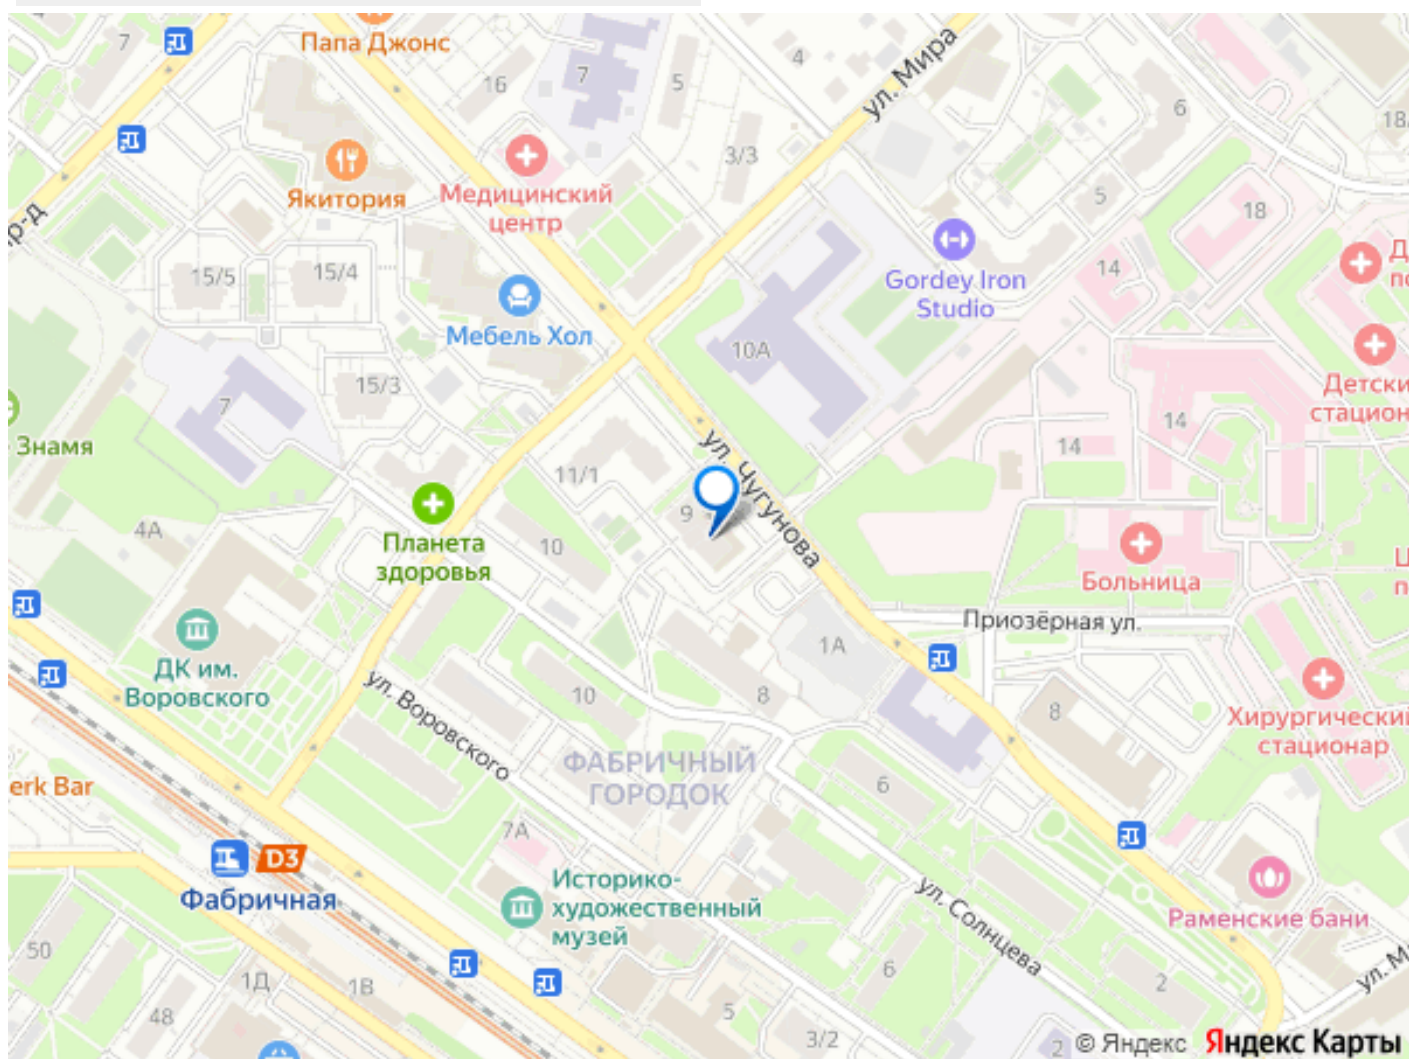 7
Папа Джонс
16
7
5
4
ул. Мира
6
18
3/3
Якитория
Медицинский
центр
5
18
Gordey Iron
Studio
14
15/5
15/4
Мебель Хол
10А
15/3
7
Знамя
Детски
стацион
14
14
ул. Чугунова
11/1
9
4А
Планета
здоровья
10
Больница
Приозёрная ул.
1А
ДК им.
Воровского
ул. Воровского
10
8
8
Хирургический
стационар
ФАБРИЧНЫЙ
ГОРОДОК
6
erk Bar
7А
D3
Фабричная
Историко-
художественный
музей
ул. Солнцева
Раменские бани
50
1Д
1В
48
6
5
3/2
2
2
© Яндекс Яндекс Карты